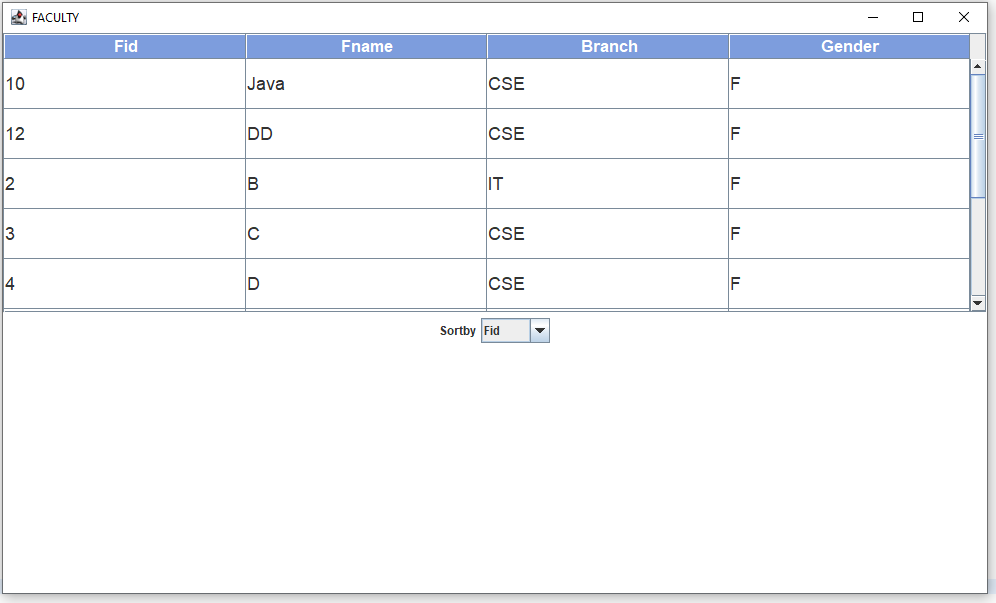 FACULTY
Fid Fname Branch Gender
10 Java CSE F
12 DD CSE F
2 B IT F
3 C CSE F
4 D CSE F
Sortby Fid